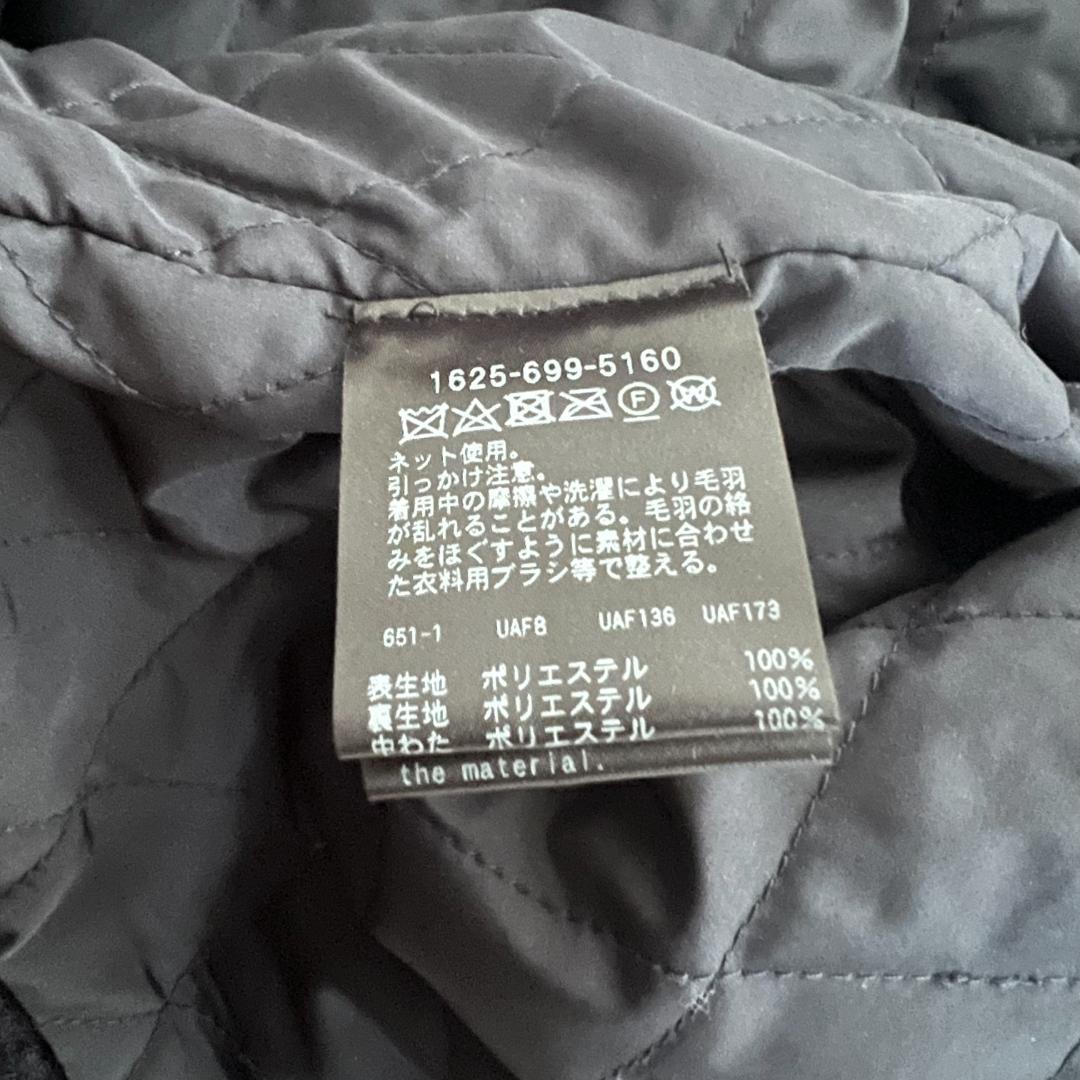 1625-699-5160
F W
ネット使用。
引っかけ注意。
着用中の摩擦や洗濯により毛羽
が乱れることがある。毛羽の絡
みをほぐすように素材に合わせ
た衣料用ブラシ等で整える。
651-1 UAF8 UAF136 UAF173
表生地 ポリエステル 100%
裏生地 ポリエステル 100%
中わた ポリエステル 100%
the material.